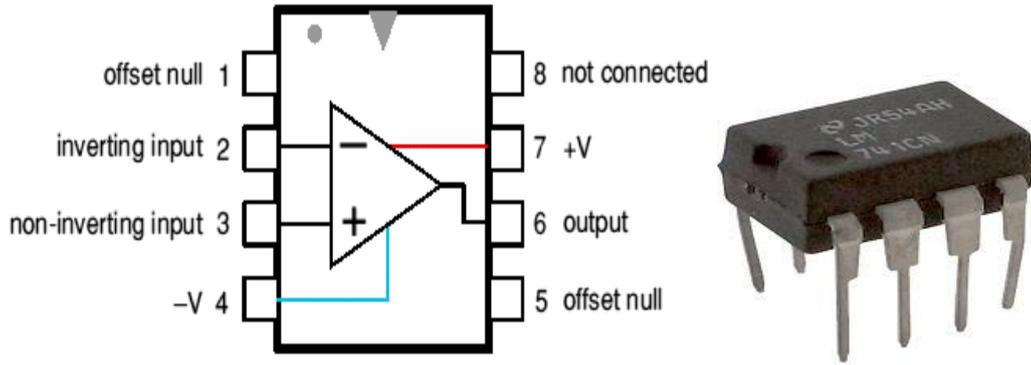 offset null 1
inverting input 2
non-inverting input 3
–V 4
8 not connected
7 +V
6 output
5 offset null
−
+
JRS4AH
LM
741CN